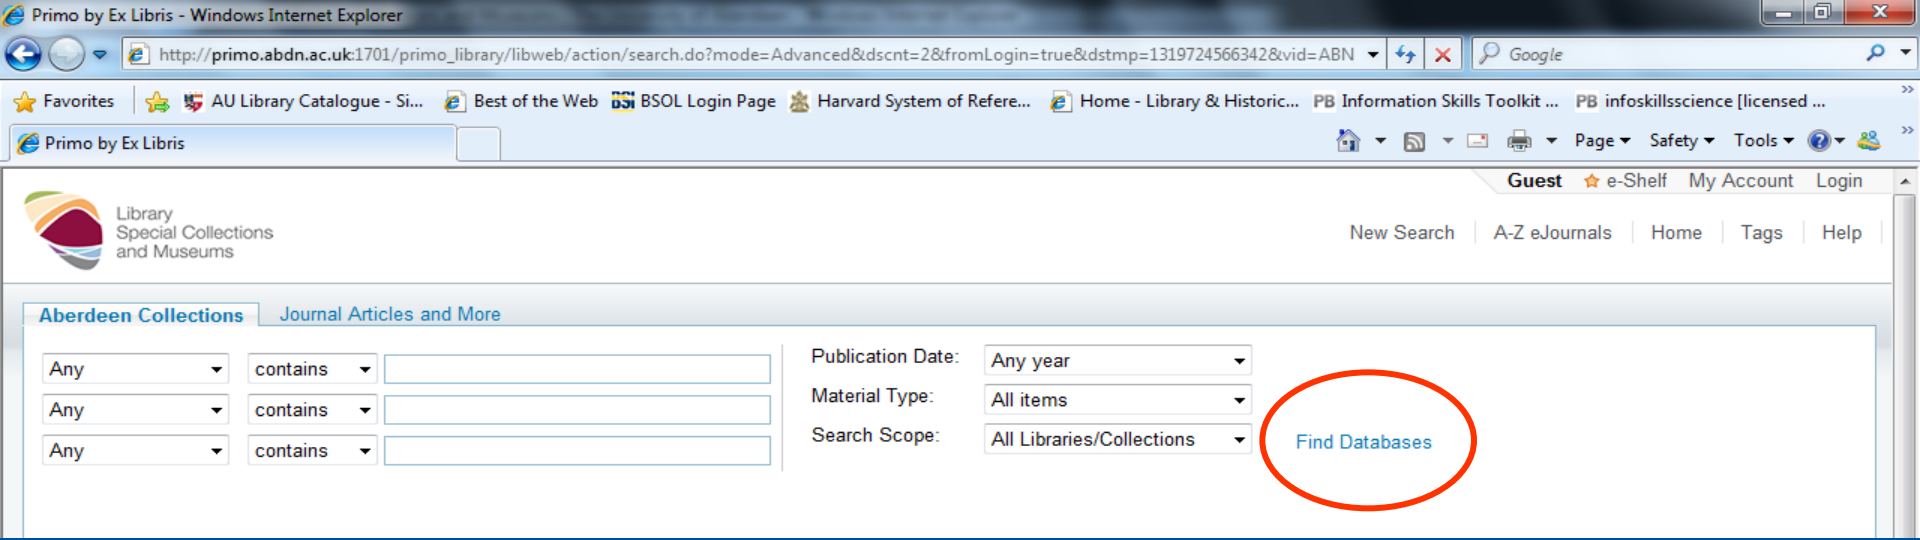 Primo by Ex Libris - Windows Internet Explorer
http://primo.abdn.ac.uk:1701/primo_library/libweb/action/search.do?mode=Advanced&dscnt=2&fromLogin=true&dstmp=1319724566342&vid=ABN
Google
Favorites AU Library Catalogue - Si... Best of the Web BSI BSOL Login Page Harvard System of Refere... Home - Library & Historic... PB Information Skills Toolkit ... PB infoskillsscience [licensed ...
Primo by Ex Libris
Page Safety Tools
Guest e-Shelf My Account Login
Library
Special Collections
and Museums
New Search A-Z eJournals Home Tags Help
Aberdeen Collections Journal Articles and More
Any contains
Any contains
Any contains
Publication Date: Any year
Material Type: All items
Search Scope: All Libraries/Collections
Find Databases